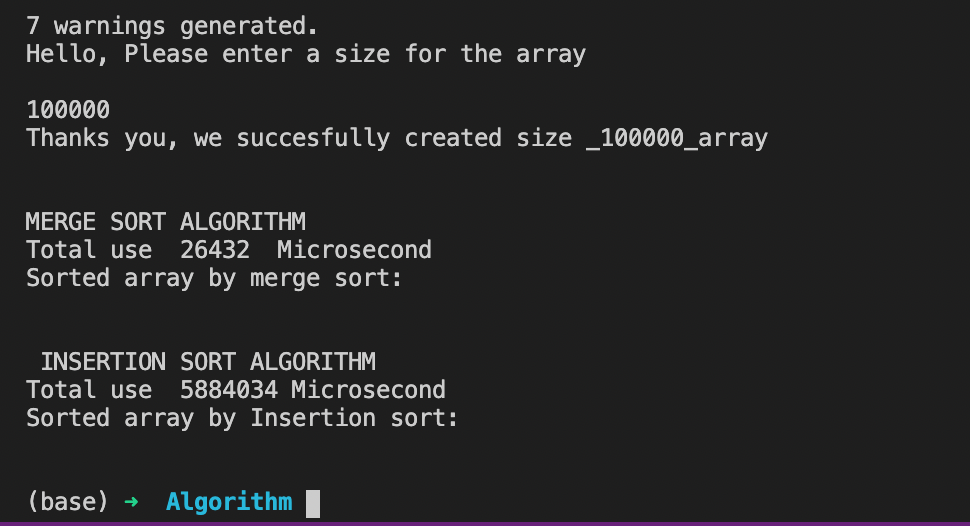 7 warnings generated.
Hello, Please enter a size for the array
100000
Thanks you, we succesfully created size _100000_array
MERGE SORT ALGORITHM
Total use  26432  Microsecond
Sorted array by merge sort:
INSERTION SORT ALGORITHM
Total use  5884034 Microsecond
Sorted array by Insertion sort:
(base) ➜  Algorithm